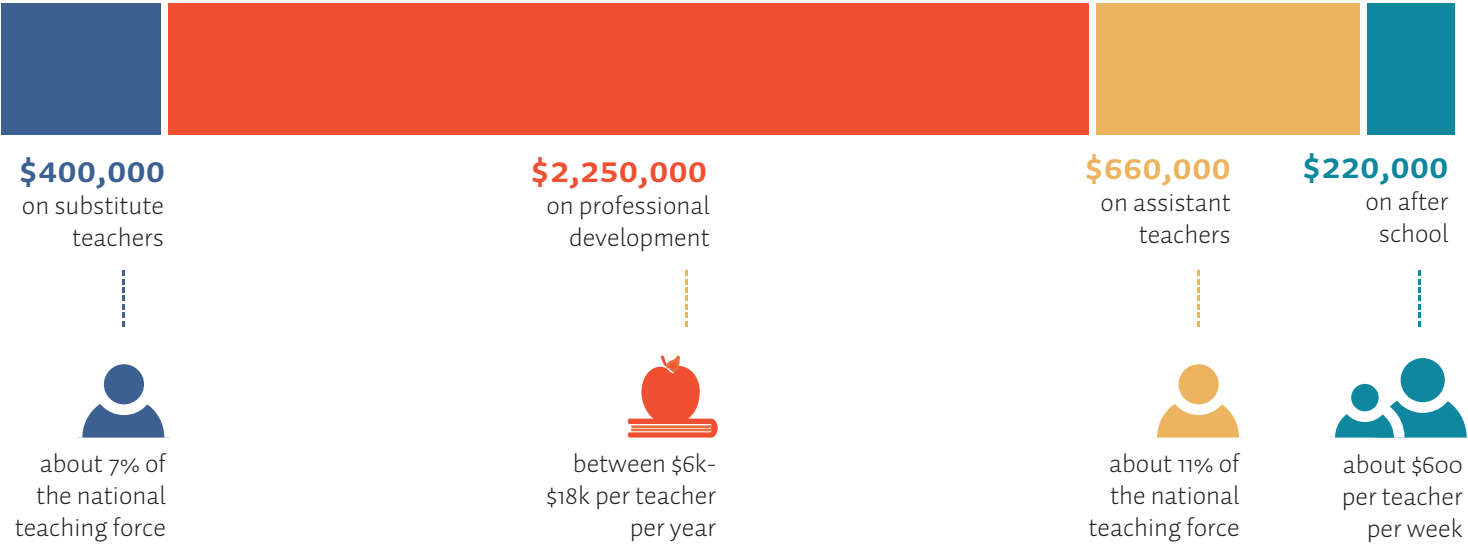 $400,000
on substitute
teachers
about 7% of
the national
teaching force
$2,250,000
on professional
development
between $6k-
$18k per teacher
per year
$660,000
on assistant
teachers
about 11% of
the national
teaching force
$220,000
on after
school
about $600
per teacher
per week